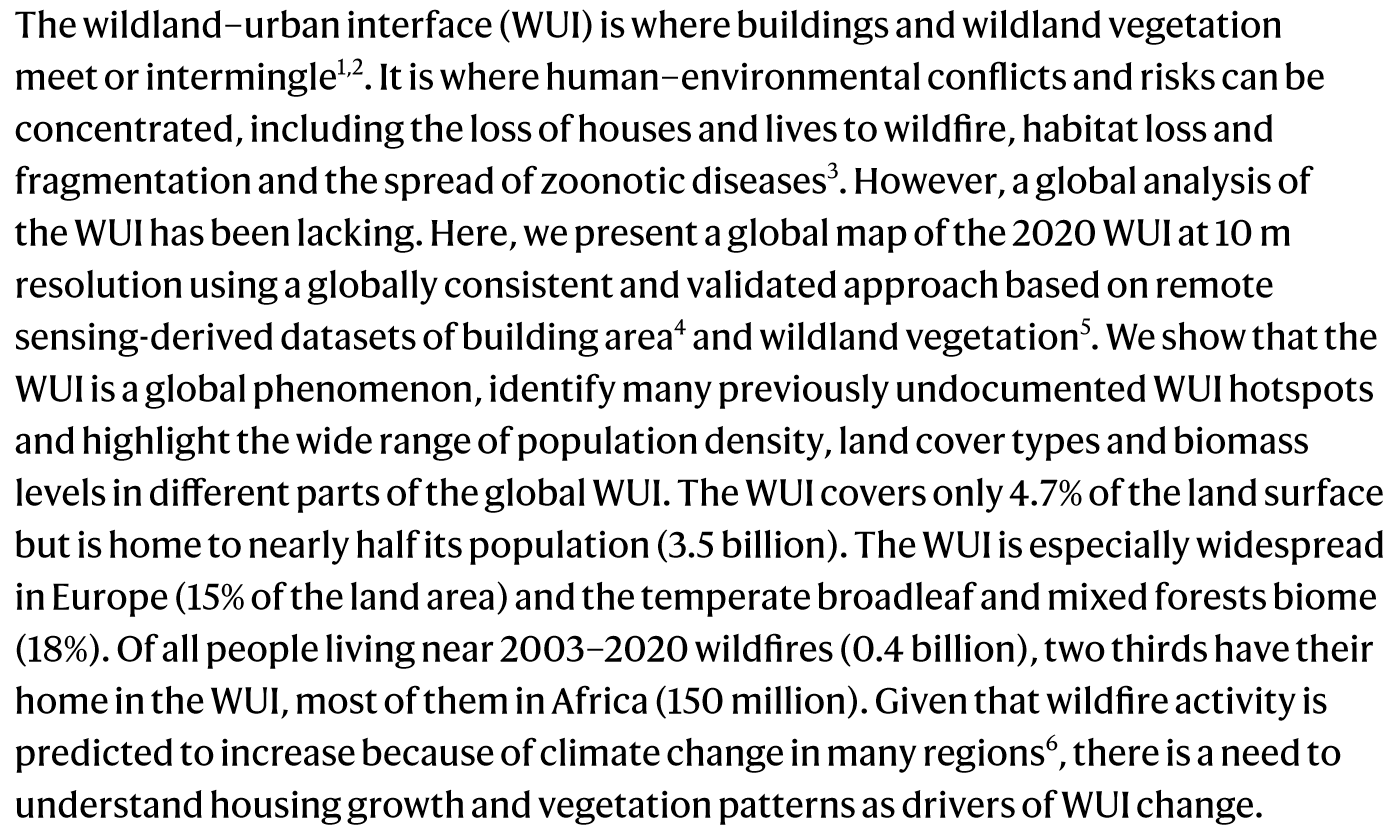 The wildland–urban interface (WUI) is where buildings and wildland vegetation
meet or intermingle¹,². It is where human–environmental conflicts and risks can be
concentrated, including the loss of houses and lives to wildfire, habitat loss and
fragmentation and the spread of zoonotic diseases³. However, a global analysis of
the WUI has been lacking. Here, we present a global map of the 2020 WUI at 10 m
resolution using a globally consistent and validated approach based on remote
sensing-derived datasets of building area⁴ and wildland vegetation⁵. We show that the
WUI is a global phenomenon, identify many previously undocumented WUI hotspots
and highlight the wide range of population density, land cover types and biomass
levels in different parts of the global WUI. The WUI covers only 4.7% of the land surface
but is home to nearly half its population (3.5 billion). The WUI is especially widespread
in Europe (15% of the land area) and the temperate broadleaf and mixed forests biome
(18%). Of all people living near 2003–2020 wildfires (0.4 billion), two thirds have their
home in the WUI, most of them in Africa (150 million). Given that wildfire activity is
predicted to increase because of climate change in many regions⁶, there is a need to
understand housing growth and vegetation patterns as drivers of WUI change.